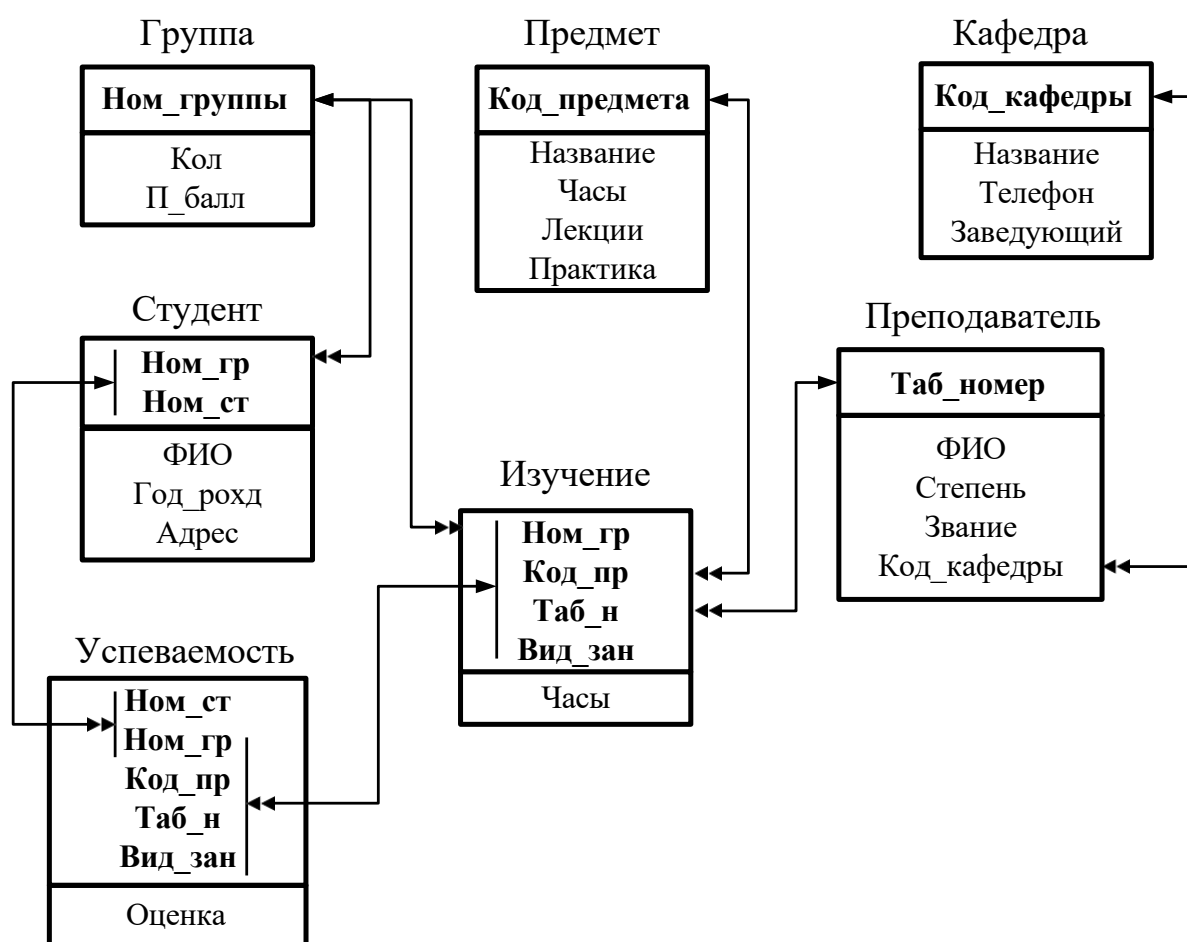 Группа
Ном_группы
Кол
П_балл
Предмет
Код_предмета
Название
Часы
Лекции
Практика
Кафедра
Код_кафедры
Название
Телефон
Заведующий
Студент
Ном_гр
Ном_ст
ФИО
Год_рохд
Адрес
Преподаватель
Таб_номер
ФИО
Степень
Звание
Код_кафедры
Изучение
Ном_гр
Код_пр
Таб_н
Вид_зан
Часы
Успеваемость
Ном_ст
Ном_гр
Код_пр
Таб_н
Вид_зан
Оценка